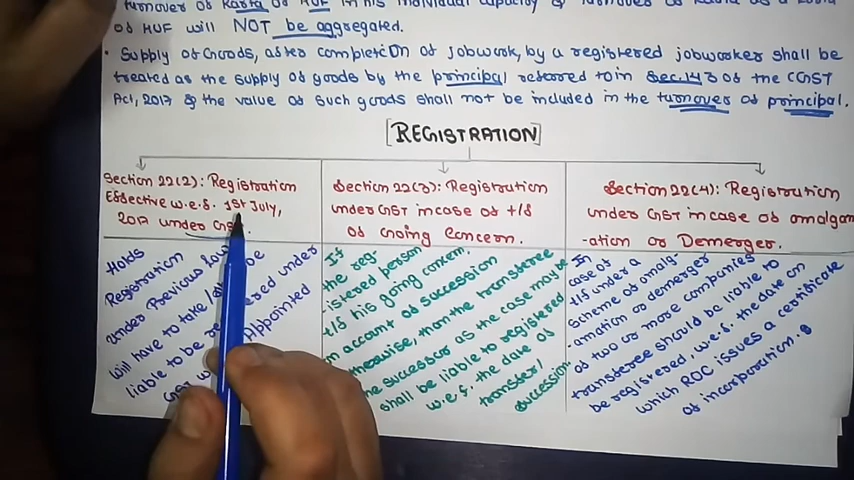 turnover of Karta of HUF in his individual capacity & turnover of Karta as a Karta
of HUF will NOT be aggregated.
• Supply of Goods, after completion of jobwork, by a registered jobworker shall be
treated as the supply of goods by the principal referred to in Sec. 143 of the CGST
Act, 2017 & the value of such goods shall not be included in the turnover of principal.
REGISTRATION
Section 22(2): Registration
Effective w.e.f. 1st July,
2017 under GST.
Holds
Registration
under Previous
will have to take be
liable to be registered under
GST Appointed
Section 22(3): Registration
under GST in case of t/f
of Going Concern.
If
the reg-
istered person
t/f his going concern
on account of succession
otherwise, then the transferee
the successor as the case may be
shall be liable to registered
w.e.f. the date of
transfer/
succession.
Section 22(4): Registration
under GST in case of amalgam
-ation or Demerger.
In
case of
t/f under a
scheme of amalg-
-amation or demerger
of two or more companies
transferee should be liable to
be registered, w.e.f. the date on
which ROC issues a certificate
of incorporation.